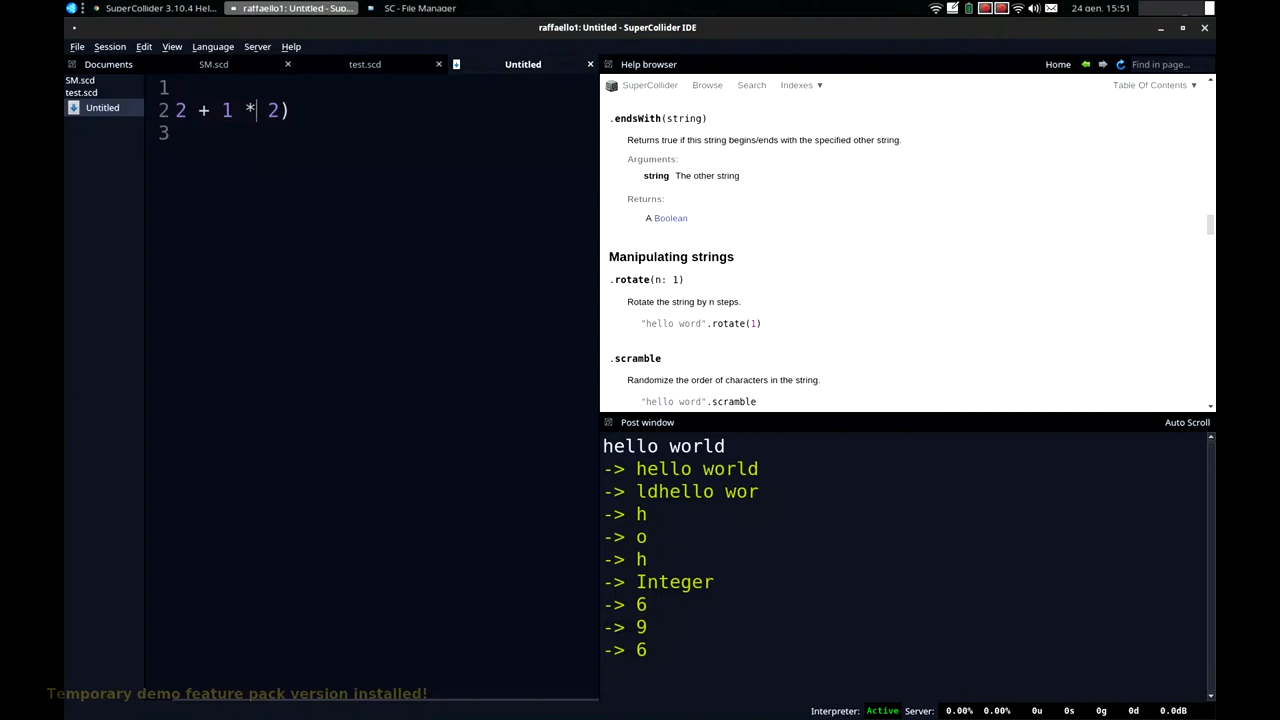 SuperCollider 3.10.4 Hel... raffaello1: Untitled - Sup... SC - File Manager 24 gen, 15:51
raffaello1: Untitled - SuperCollider IDE
File Session Edit View Language Server Help
Documents SM.scd test.scd Untitled Help browser Home Find in page...
SM.scd
test.scd
Untitled
1
2 2 + 1 * 2)
3
SuperCollider Browse Search Indexes ▼ Table Of Contents ▼
.endsWith(string)
Returns true if this string begins/ends with the specified other string.
Arguments:
string The other string
Returns:
A Boolean
Manipulating strings
.rotate(n: 1)
Rotate the string by n steps.
"hello word".rotate(1)
.scramble
Randomize the order of characters in the string.
"hello word".scramble
Post window Auto Scroll
hello world
-> hello world
-> ldhello wor
-> h
-> o
-> h
-> Integer
-> 6
-> 9
-> 6
Temporary demo feature pack version installed!
Interpreter: Active Server: 0.00% 0.00% 0u 0s 0g 0d 0.0dB